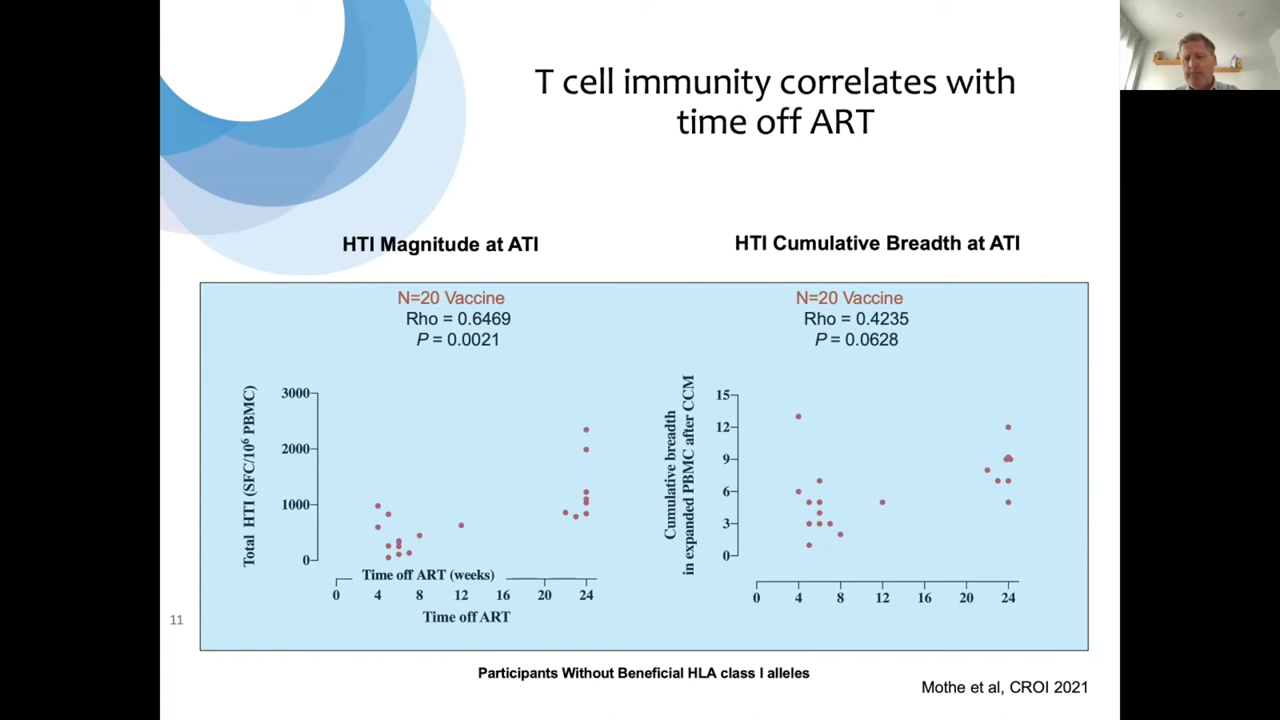 T cell immunity correlates with
time off ART
HTI Magnitude at ATI
HTI Cumulative Breadth at ATI
N=20 Vaccine
Rho = 0.6469
P = 0.0021
N=20 Vaccine
Rho = 0.4235
P = 0.0628
Total HTI (SFC/10⁶ PBMC)
3000
2000
1000
0
Time off ART (weeks)
0 4 8 12 16 20 24
Time off ART
Cumulative breadth
in expanded PBMC after CCM
15
12
9
6
3
0
0 4 8 12 16 20 24
11
Participants Without Beneficial HLA class I alleles
Mothe et al, CROI 2021